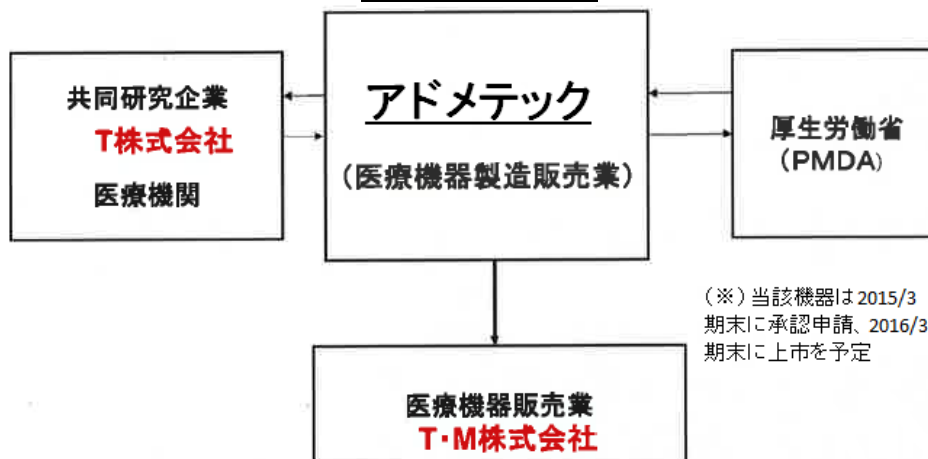 共同研究企業
T株式会社
医療機関
アドメテック
(医療機器製造販売業)
厚生労働省
(PMDA)
(※)当該機器は2015/3
期末に承認申請、2016/3
期末に上市を予定
医療機器販売業
T・M株式会社